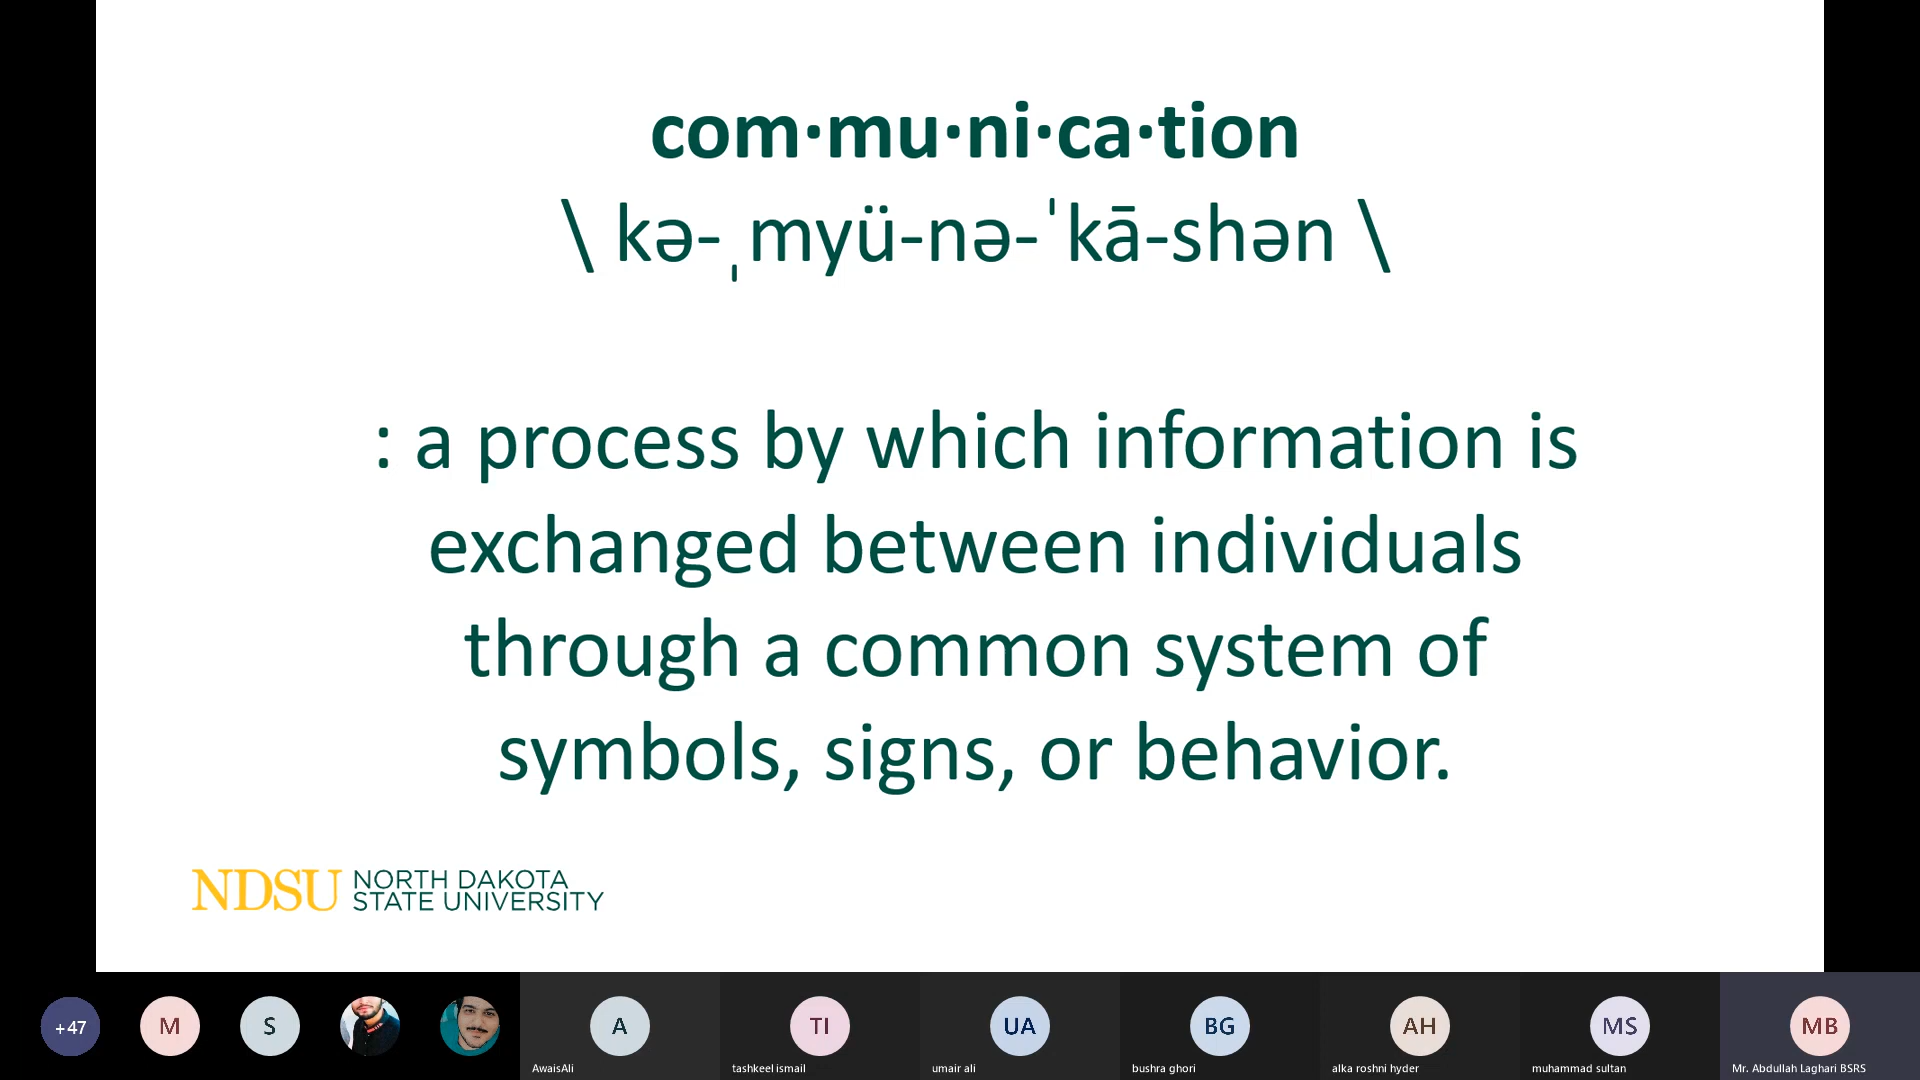 com·mu·ni·ca·tion
\ kə-ˌmyü-nə-ˈkā-shən \
: a process by which information is
exchanged between individuals
through a common system of
symbols, signs, or behavior.
NDSU NORTH DAKOTA
STATE UNIVERSITY
+47
M
S
A
TI
UA
BG
AH
MS
MB
AwaisAli
tashkeel ismail
umair ali
bushra ghori
alka roshni hyder
muhammad sultan
Mr. Abdullah Laghari BSRS